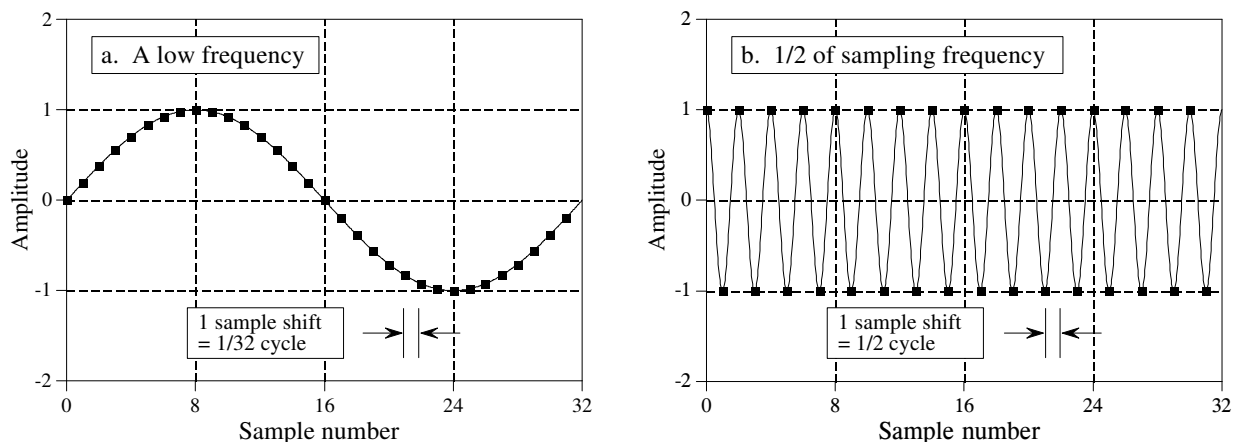 a. A low frequency
2
1
0
-1
-2
Amplitude
1 sample shift
= 1/32 cycle
0
8
16
24
32
Sample number
b. 1/2 of sampling frequency
2
1
0
-1
-2
Amplitude
1 sample shift
= 1/2 cycle
0
8
16
24
32
Sample number